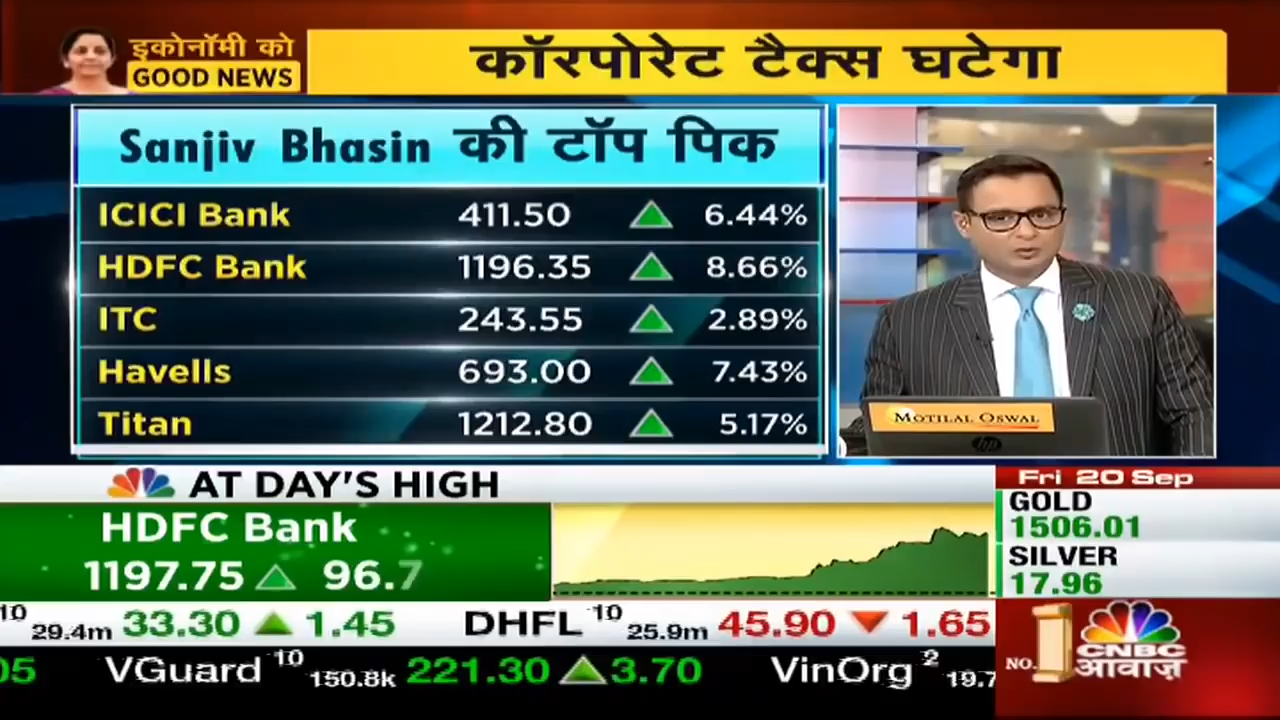 इकोनॉमी को
GOOD NEWS
कॉरपोरेट टैक्स घटेगा
Sanjiv Bhasin की टॉप पिक
ICICI Bank 411.50 6.44%
HDFC Bank 1196.35 8.66%
ITC 243.55 2.89%
Havells 693.00 7.43%
Titan 1212.80 5.17%
MOTILAL OSWAL
hp
AT DAY'S HIGH
HDFC Bank
1197.75 96.7
Fri 20 Sep
GOLD
1506.01
SILVER
17.96
10 29.4m 33.30 1.45 DHFL 10 25.9m 45.90 1.65
05 VGuard 10 150.8k 221.30 3.70 VinOrg 2 19.7
NO. 1 CNBC
आवाज़